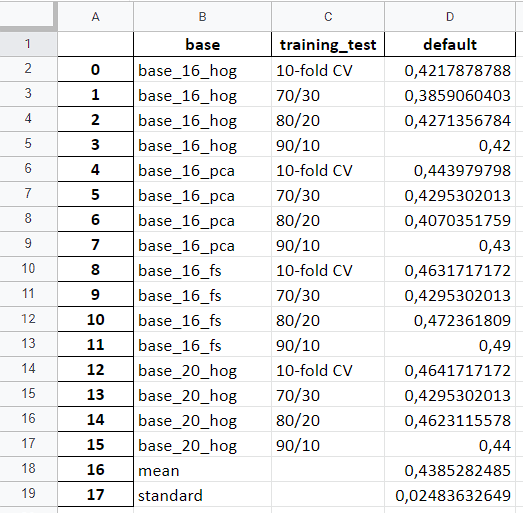 A B C D
1 base training_test default
2 0 base_16_hog 10-fold CV 0,4217878788
3 1 base_16_hog 70/30 0,3859060403
4 2 base_16_hog 80/20 0,4271356784
5 3 base_16_hog 90/10 0,42
6 4 base_16_pca 10-fold CV 0,443979798
7 5 base_16_pca 70/30 0,4295302013
8 6 base_16_pca 80/20 0,4070351759
9 7 base_16_pca 90/10 0,43
10 8 base_16_fs 10-fold CV 0,4631717172
11 9 base_16_fs 70/30 0,4295302013
12 10 base_16_fs 80/20 0,472361809
13 11 base_16_fs 90/10 0,49
14 12 base_20_hog 10-fold CV 0,4641717172
15 13 base_20_hog 70/30 0,4295302013
16 14 base_20_hog 80/20 0,4623115578
17 15 base_20_hog 90/10 0,44
18 16 mean 0,4385282485
19 17 standard 0,02483632649